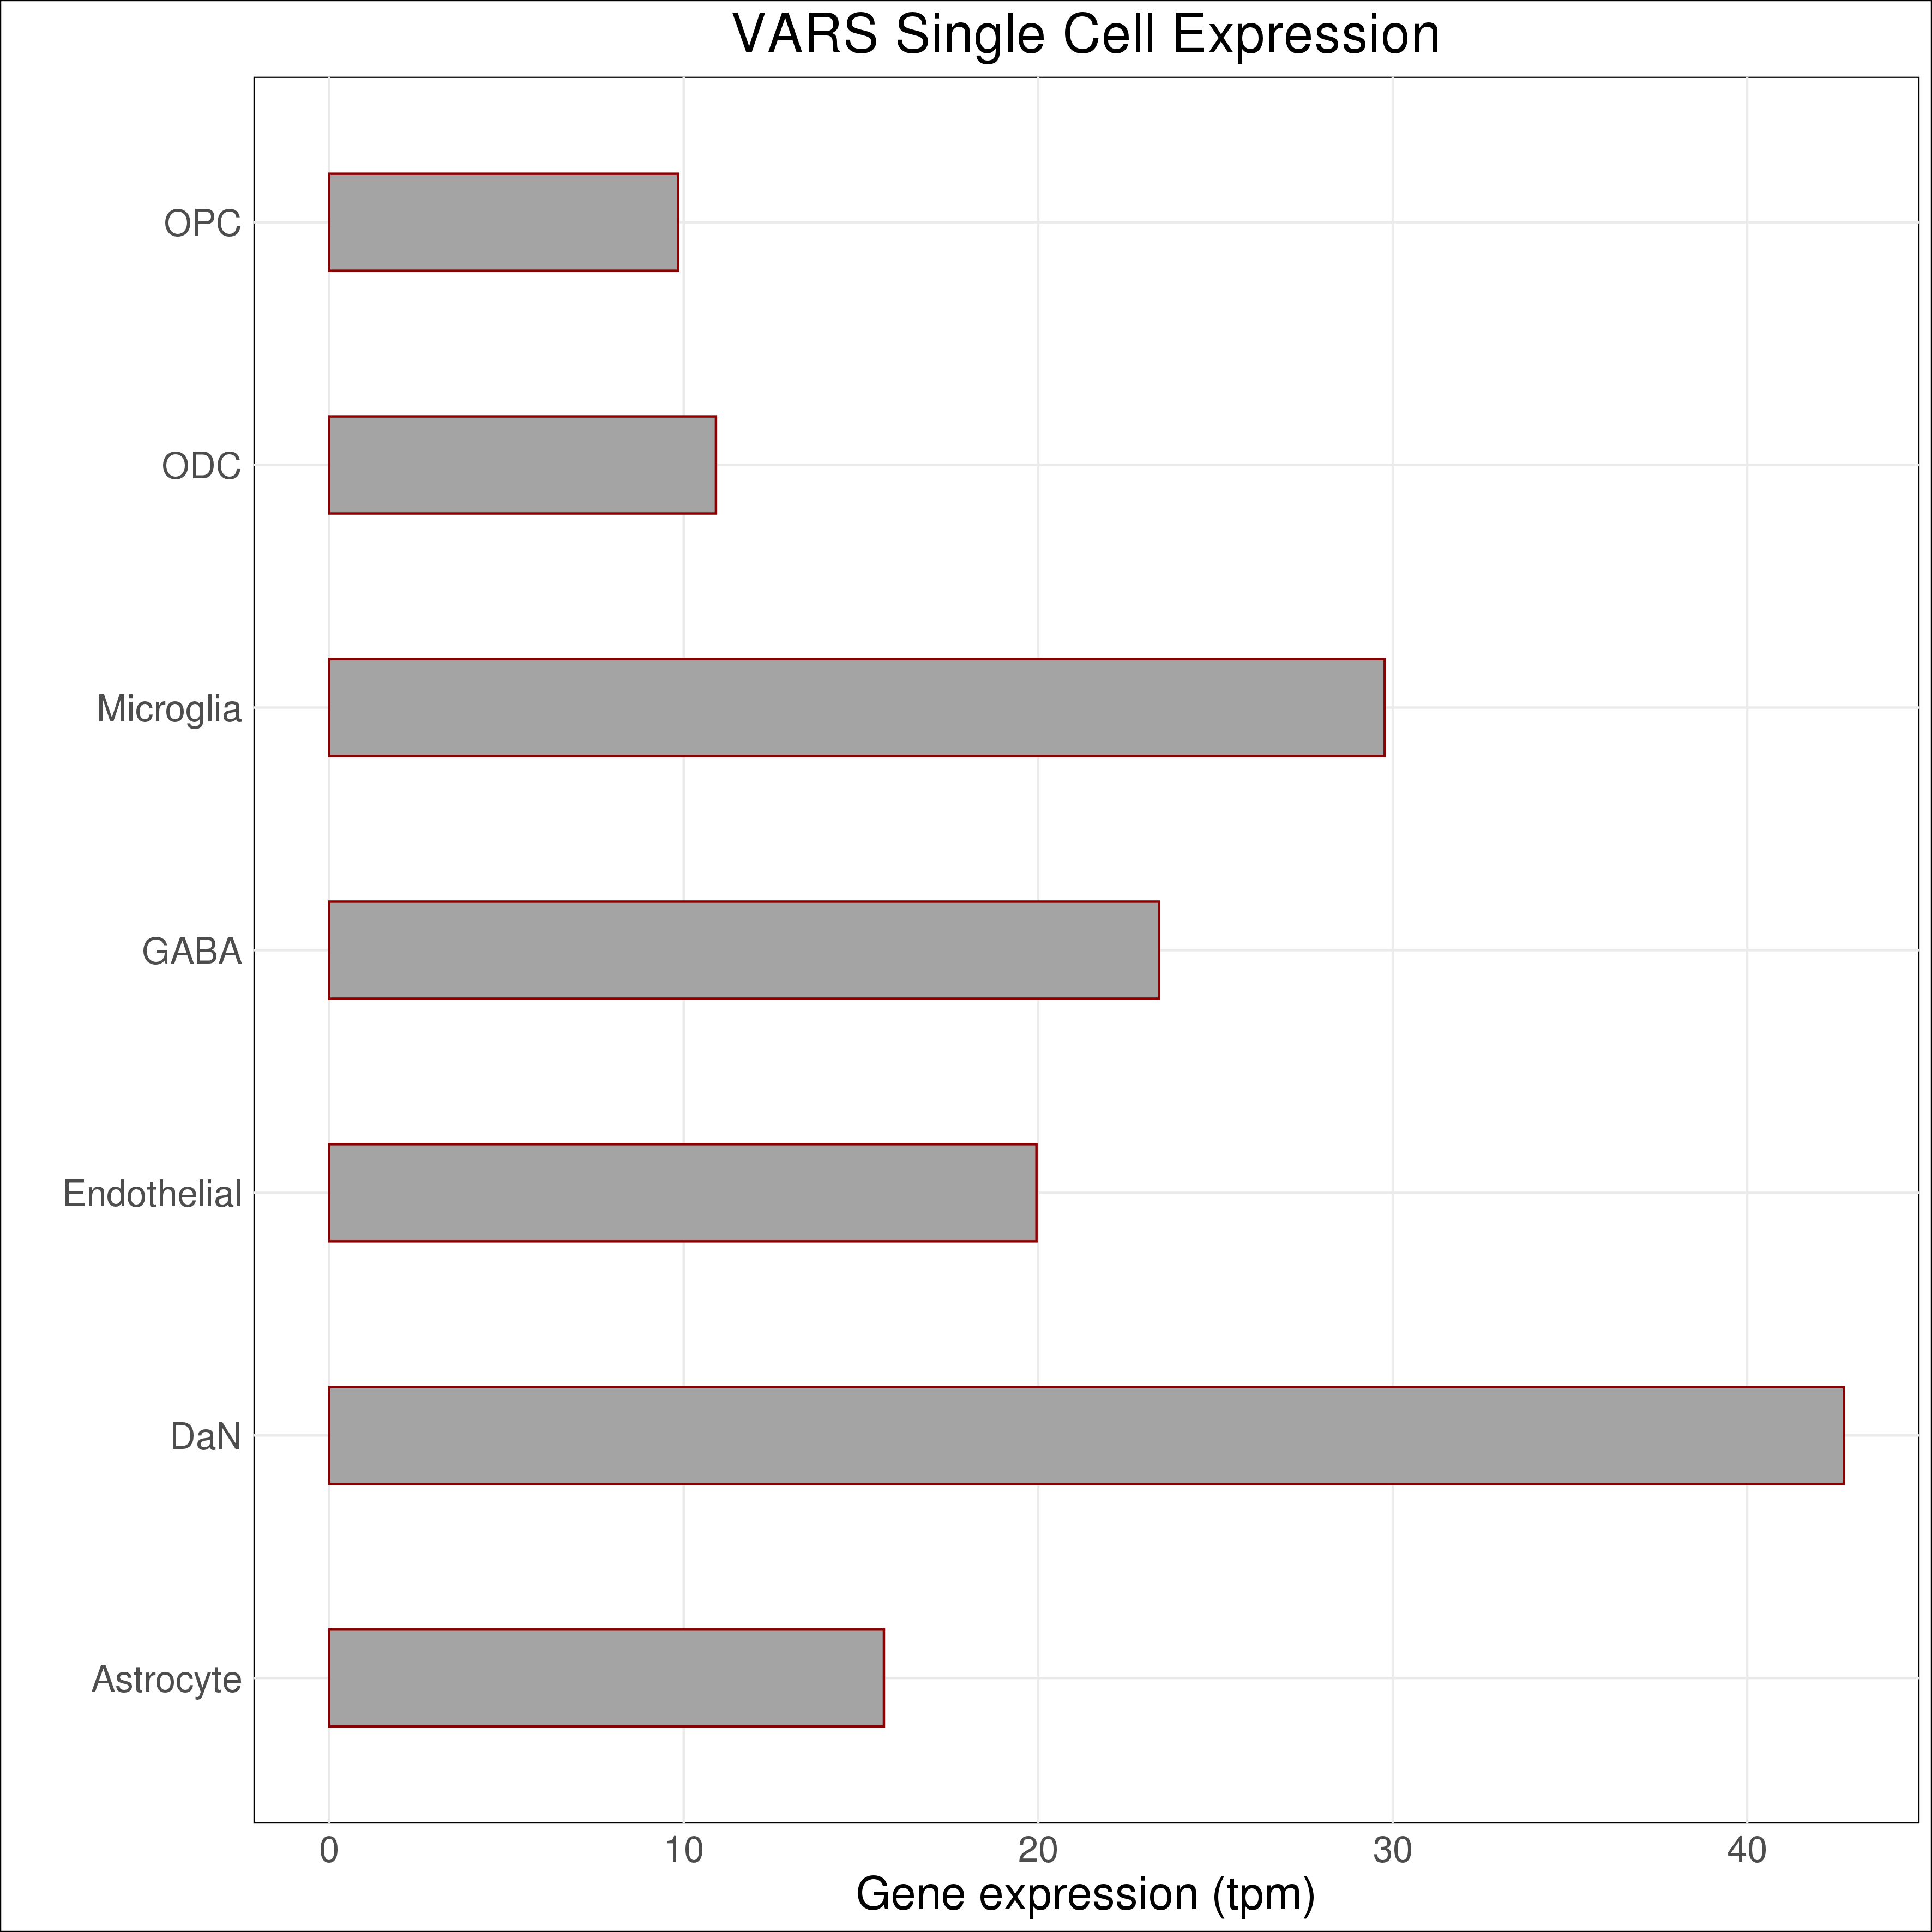 VARS Single Cell Expression
OPC
ODC
Microglia
GABA
Endothelial
DaN
Astrocyte
0 10 20 30 40
Gene expression (tpm)